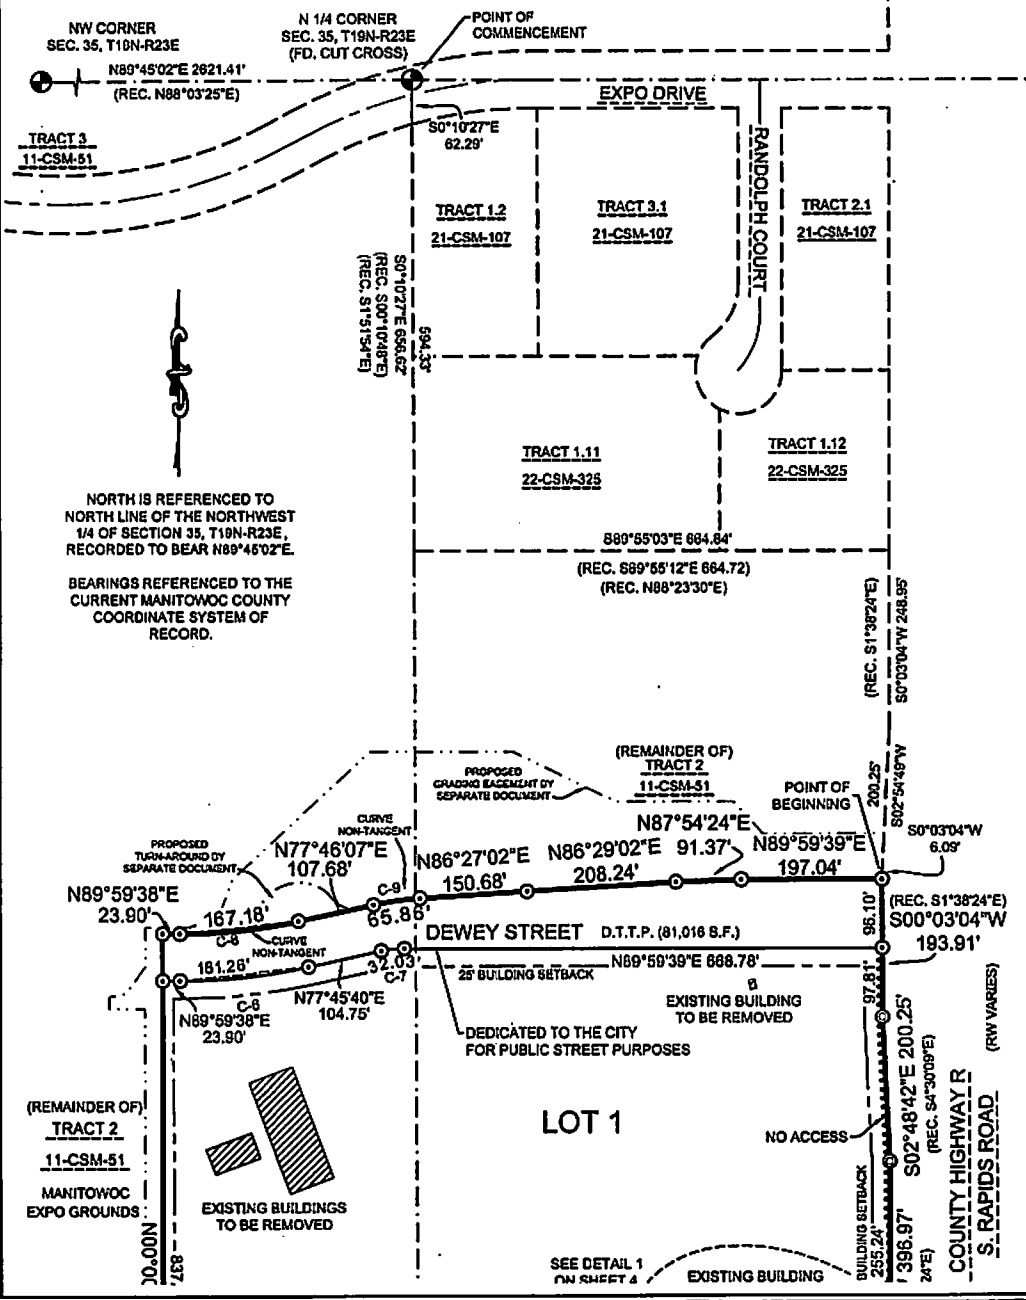 NW CORNER
SEC. 35, T19N-R23E
N 1/4 CORNER
SEC. 35, T19N-R23E
(FD. CUT CROSS)
POINT OF
COMMENCEMENT
N89°45'02"E 2621.41'
(REC. N88°03'25"E)
EXPO DRIVE
TRACT 3
11-CSM-51
S0°10'27"E
62.29'
RANDOLPH COURT
TRACT 1.2
21-CSM-107
TRACT 3.1
21-CSM-107
TRACT 2.1
21-CSM-107
S0°10'27"E 656.62'
(REC. S00°10'48"E)
(REC. S1°51'54"E)
594.33'
TRACT 1.11
22-CSM-325
TRACT 1.12
22-CSM-325
NORTH IS REFERENCED TO
NORTH LINE OF THE NORTHWEST
1/4 OF SECTION 35, T19N-R23E,
RECORDED TO BEAR N89°45'02"E.
BEARINGS REFERENCED TO THE
CURRENT MANITOWOC COUNTY
COORDINATE SYSTEM OF
RECORD.
S89°55'03"E 664.84'
(REC. S89°55'12"E 664.72)
(REC. N88°23'30"E)
(REC. S1°38'24"E)
S0°03'04"W 248.95'
200.25'
S02°54'49"W
PROPOSED
GRADING EASEMENT BY
SEPARATE DOCUMENT
(REMAINDER OF)
TRACT 2
11-CSM-51
POINT OF
BEGINNING
PROPOSED
TURN-AROUND BY
SEPARATE DOCUMENT
CURVE
NON-TANGENT
N77°46'07"E
107.68'
C-9
65.86'
N86°27'02"E
150.68'
N86°29'02"E
208.24'
N87°54'24"E
91.37'
N89°59'39"E
197.04'
S0°03'04"W
6.09'
N89°59'38"E
23.90'
167.18'
C-8
CURVE
NON-TANGENT
DEWEY STREET D.T.T.P. (81,016 S.F.)
96.10'
(REC. S1°38'24"E)
S00°03'04"W
193.91'
181.26'
C-6
32.03'
C-7
N89°59'39"E 668.78'
25' BUILDING SETBACK
97.81'
N89°59'38"E
23.90'
N77°45'40"E
104.75'
EXISTING BUILDING
TO BE REMOVED
DEDICATED TO THE CITY
FOR PUBLIC STREET PURPOSES
S02°48'42"E 200.25'
(REC. S4°30'09"E)
(RW VARIES)
COUNTY HIGHWAY R
S. RAPIDS ROAD
LOT 1
NO ACCESS
(REMAINDER OF)
TRACT 2
11-CSM-51
MANITOWOC
EXPO GROUNDS
EXISTING BUILDINGS
TO BE REMOVED
N00°00
837.
BUILDING SETBACK
255.24'
396.97'
24"E)
SEE DETAIL 1
ON SHEET 4
EXISTING BUILDING